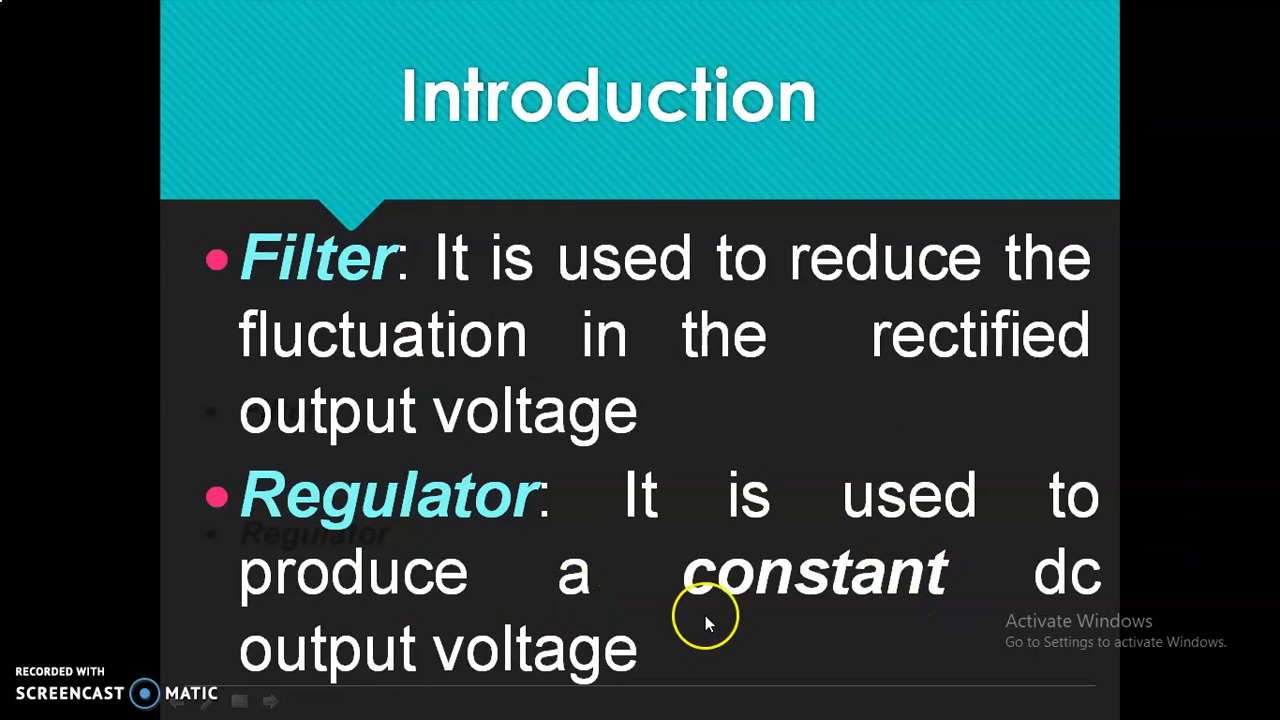 Introduction
Filter: It is used to reduce the
fluctuation in the rectified
output voltage
Regulator: It is used to
Regulator
produce a constant dc
output voltage
Activate Windows
Go to Settings to activate Windows.
RECORDED WITH
SCREENCAST MATIC